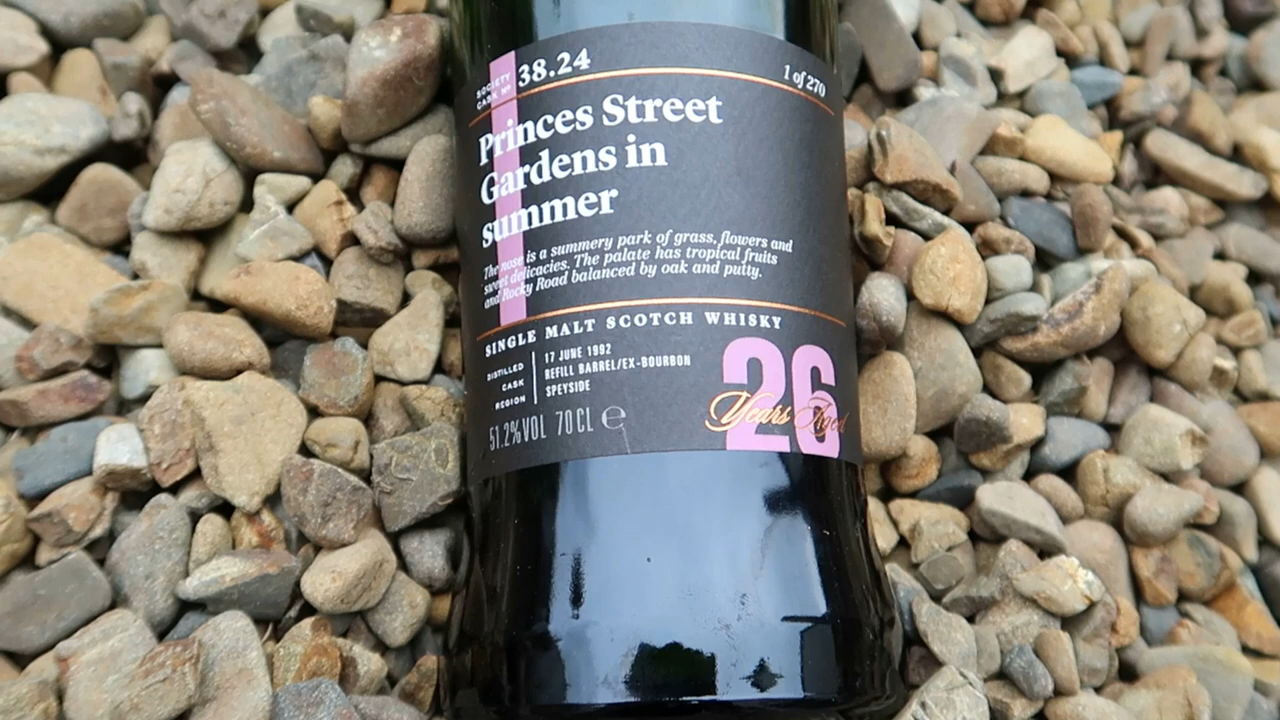 SOCIETY
CASK Nº
38.24
1 of 270
Princes Street
Gardens in
summer
The nose is a summery park of grass, flowers and
sweet delicacies. The palate has tropical fruits
and Rocky Road balanced by oak and putty.
SINGLE MALT SCOTCH WHISKY
DISTILLED 17 JUNE 1992
CASK REFILL BARREL/EX-BOURBON
REGION SPEYSIDE
26
Years Aged
51.2%VOL 70CL ℮